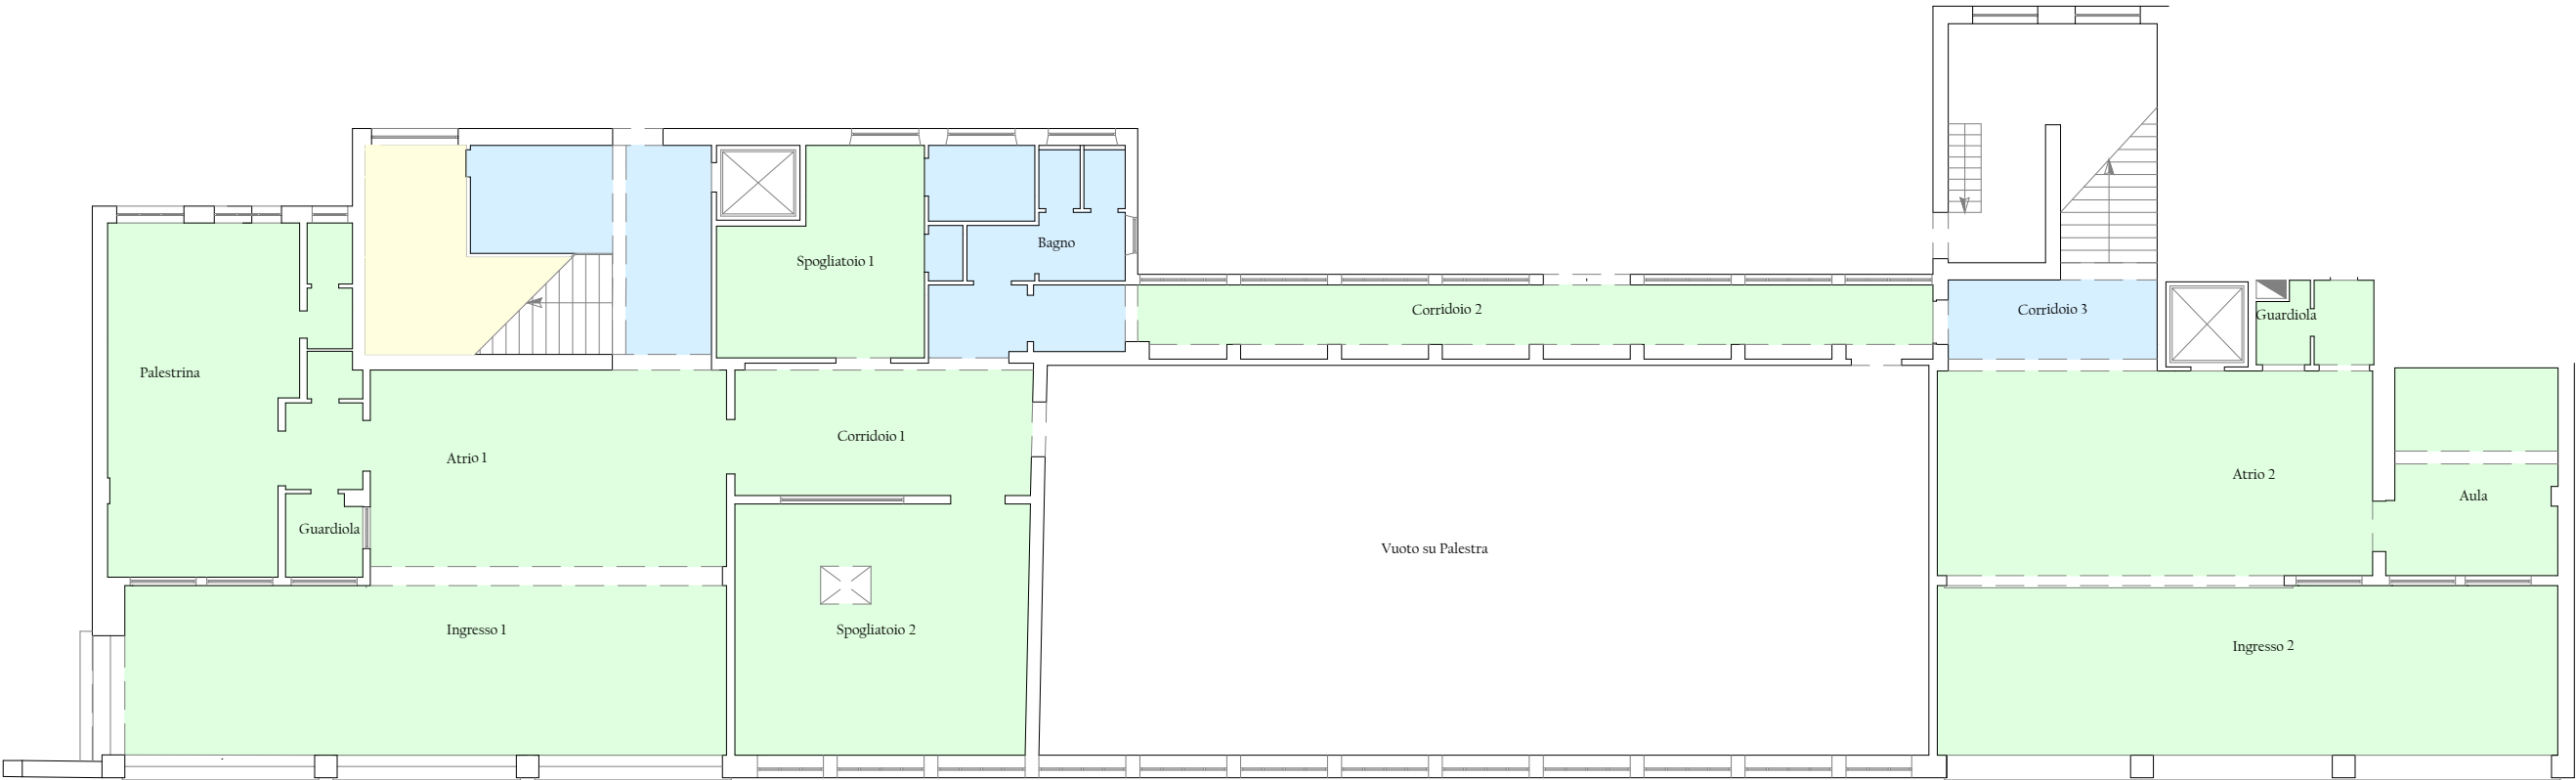 Bagno
Spogliatoio 1
Corridoio 2
Corridoio 3
Guardiola
Palestrina
Corridoio 1
Atrio 1
Atrio 2
Aula
Guardiola
Vuoto su Palestra
Ingresso 1
Spogliatoio 2
Ingresso 2